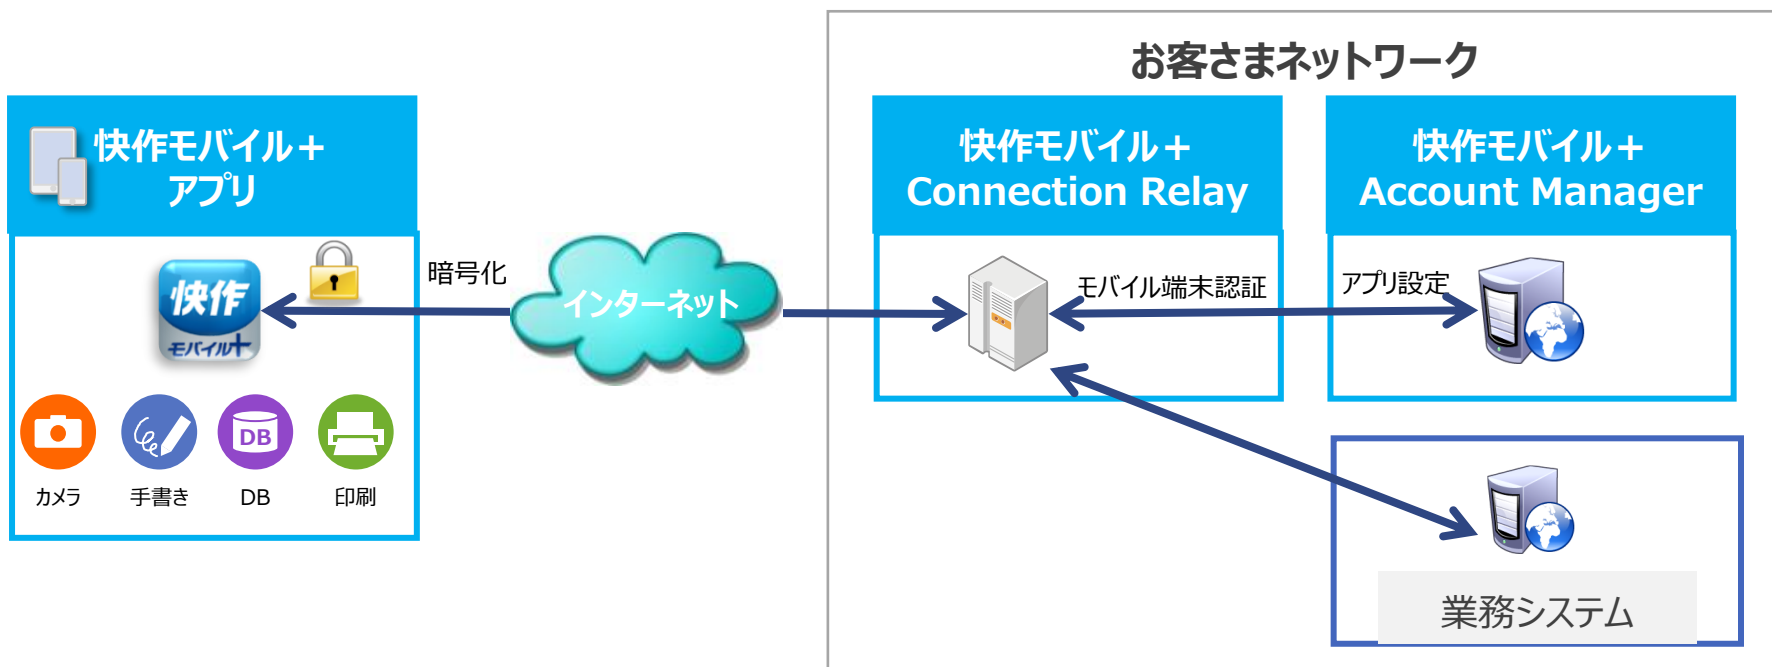 お客さまネットワーク
快作モバイル+
アプリ
快作モバイル+
Connection Relay
快作モバイル+
Account Manager
快作
モバイル+
暗号化
インターネット
モバイル端末認証
アプリ設定
DB
カメラ
手書き
DB
印刷
業務システム